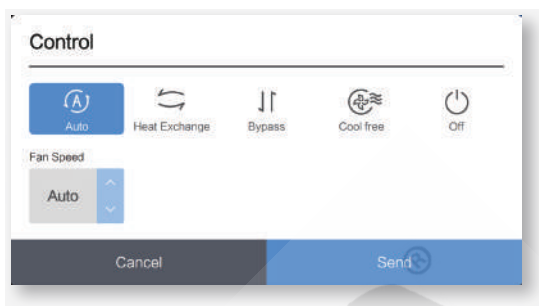 Control
Auto Heat Exchange Bypass Cool free Off
Fan Speed
Auto
Cancel Send